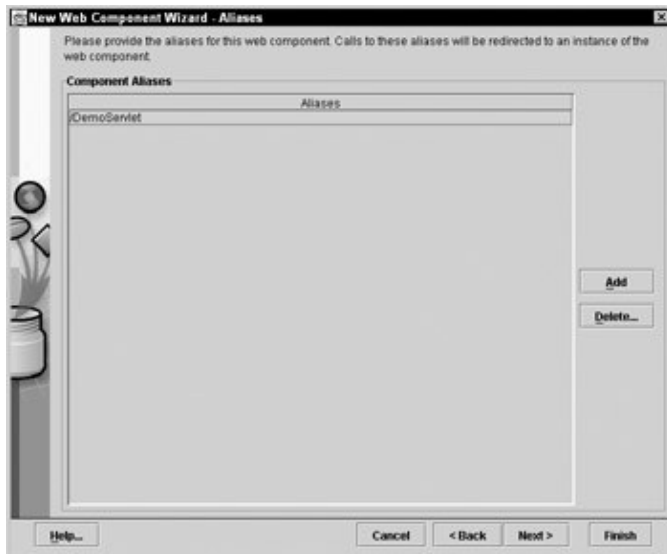 New Web Component Wizard - Aliases
Please provide the aliases for this web component. Calls to these aliases will be redirected to an instance of the
web component.
Component Aliases
Aliases
/DemoServlet
Add
Delete...
Help...
Cancel
< Back
Next >
Finish